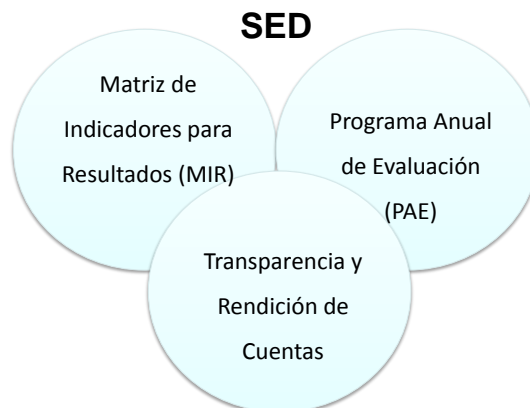 SED
Matriz de
Indicadores para
Resultados (MIR)
Programa Anual
de Evaluación
(PAE)
Transparencia y
Rendición de
Cuentas